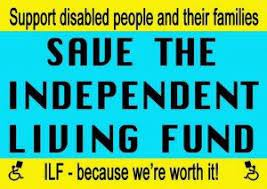 Support disabled people and their families
SAVE THE
INDEPENDENT
LIVING FUND
ILF - because we're worth it!